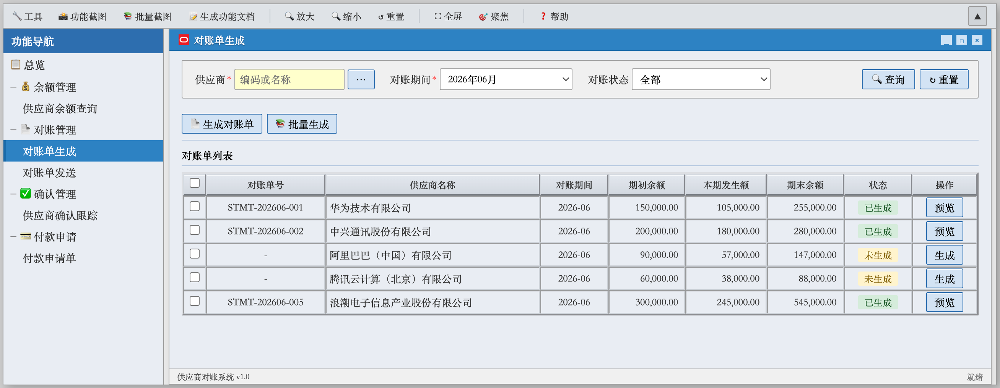 工具 功能截图 批量截图 生成功能文档 放大 缩小 重置 全屏 聚焦 帮助
功能导航
总览
余额管理
供应商余额查询
对账管理
对账单生成
对账单发送
确认管理
供应商确认跟踪
付款申请
付款申请单
对账单生成
供应商* 编码或名称 ... 对账期间* 2026年06月 对账状态 全部 查询 重置
生成对账单 批量生成
对账单列表
对账单号 供应商名称 对账期间 期初余额 本期发生额 期末余额 状态 操作
STMT-202606-001 华为技术有限公司 2026-06 150,000.00 105,000.00 255,000.00 已生成 预览
STMT-202606-002 中兴通讯股份有限公司 2026-06 200,000.00 180,000.00 280,000.00 已生成 预览
- 阿里巴巴（中国）有限公司 2026-06 90,000.00 57,000.00 147,000.00 未生成 生成
- 腾讯云计算（北京）有限公司 2026-06 60,000.00 38,000.00 88,000.00 未生成 生成
STMT-202606-005 浪潮电子信息产业股份有限公司 2026-06 300,000.00 245,000.00 545,000.00 已生成 预览
供应商对账系统 v1.0 就绪